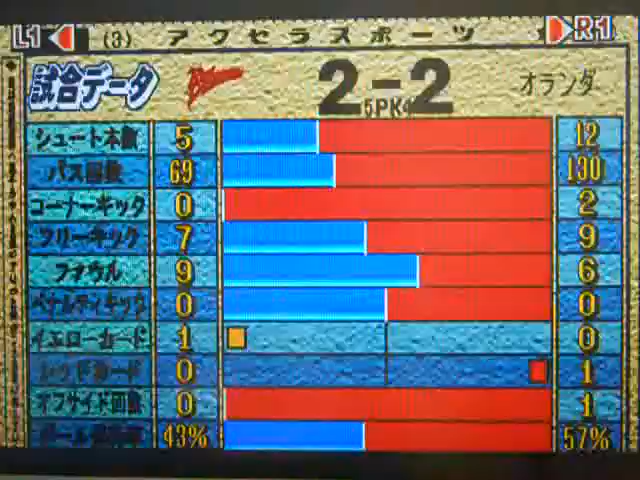 L1 (3) アクセラスポーツ R1
試合データ 2-2 オランダ
5PK4
シュート本数 5 12
パス回数 69 130
コーナーキック 0 2
フリーキック 7 9
ファウル 9 6
ペナルティキック 0 0
イエローカード 1 0
レッドカード 0 1
オフサイド回数 0 1
ボール 43% 57%